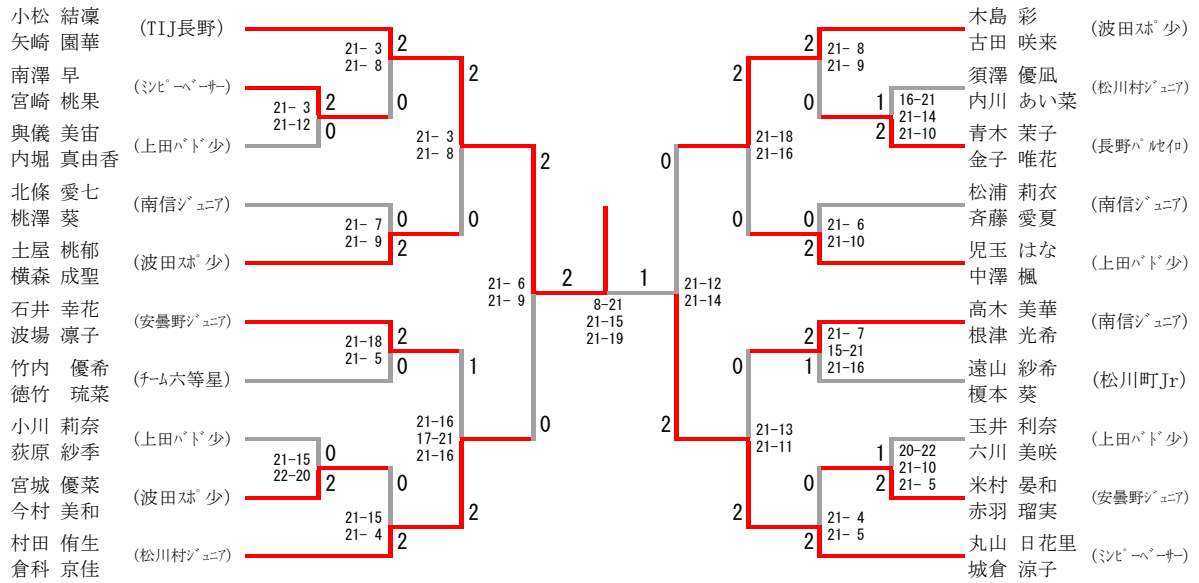 小松 結凜
矢崎 園華
(TIJ長野)
南澤 早
宮崎 桃果
(ミンピーベーサー)
與儀 美宙
内堀 真由香
(上田バド少)
北條 愛七
桃澤 葵
(南信ジュニア)
土屋 桃郁
横森 成聖
(波田スポ少)
石井 幸花
波場 凛子
(安曇野ジュニア)
竹内 優希
徳竹 琉菜
(チーム六等星)
小川 莉奈
荻原 紗季
(上田バド少)
宮城 優菜
今村 美和
(波田スポ少)
村田 侑生
倉科 京佳
(松川村ジュニア)
21- 3
21- 8
2
0
21- 3
21-12
2
0
21- 3
21- 8
2
0
21- 7
21- 9
0
2
21- 6
21- 9
2
0
21-18
21- 5
2
0
21-16
17-21
21-16
1
2
21-15
22-20
0
2
21-15
21- 4
0
2
2
1
8-21
21-15
21-19
木島 彩
古田 咲来
(波田スポ少)
須澤 優凪
内川 あい菜
(松川村ジュニア)
青木 茉子
金子 唯花
(長野パルセイロ)
松浦 莉衣
斉藤 愛夏
(南信ジュニア)
児玉 はな
中澤 楓
(上田バド少)
高木 美華
根津 光希
(南信ジュニア)
遠山 紗希
榎本 葵
(松川町Jr)
玉井 利奈
六川 美咲
(上田バド少)
米村 晏和
赤羽 瑠実
(安曇野ジュニア)
丸山 日花里
城倉 涼子
(ミンピーベーサー)
2
0
21- 8
21- 9
1
2
16-21
21-14
21-10
2
0
21-18
21-16
0
2
21- 6
21-10
0
2
21-12
21-14
2
1
21- 7
15-21
21-16
0
2
21-13
21-11
1
2
20-22
21-10
21- 5
0
2
21- 4
21- 5